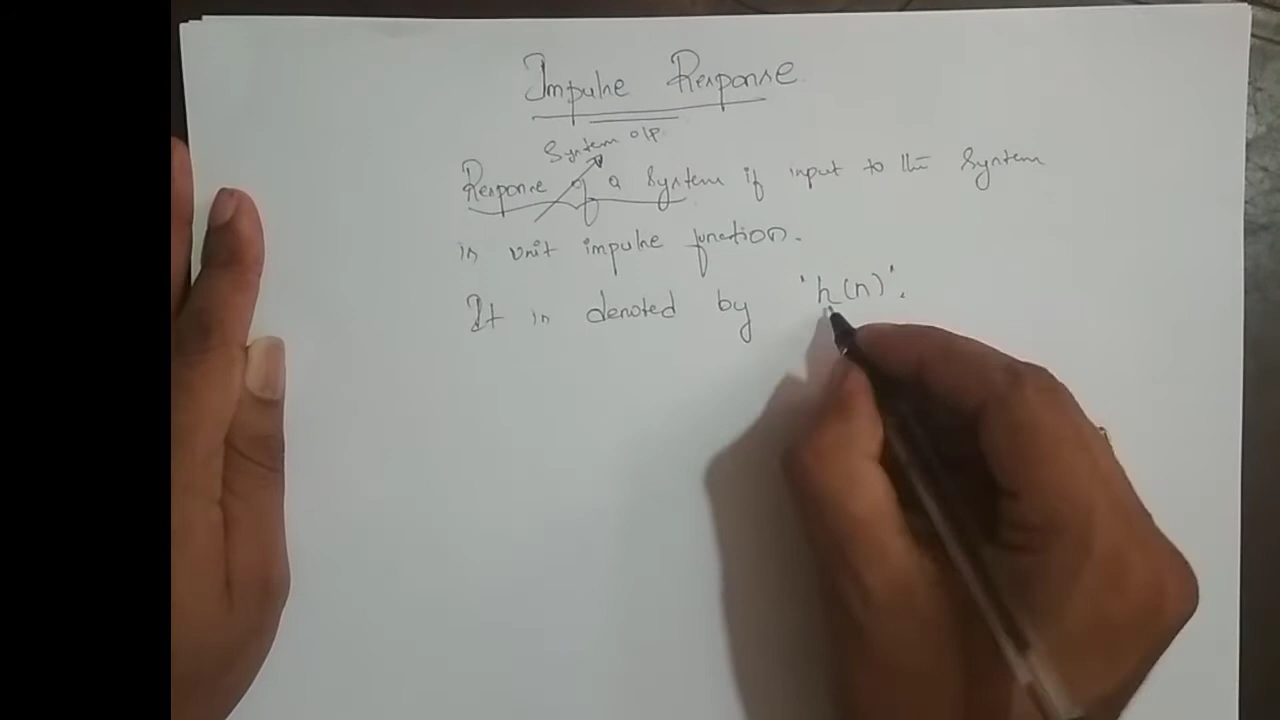 Impulse Response
System o/p
Response of a System if input to the System
is unit impulse function.
It is denoted by 'h(n)'.